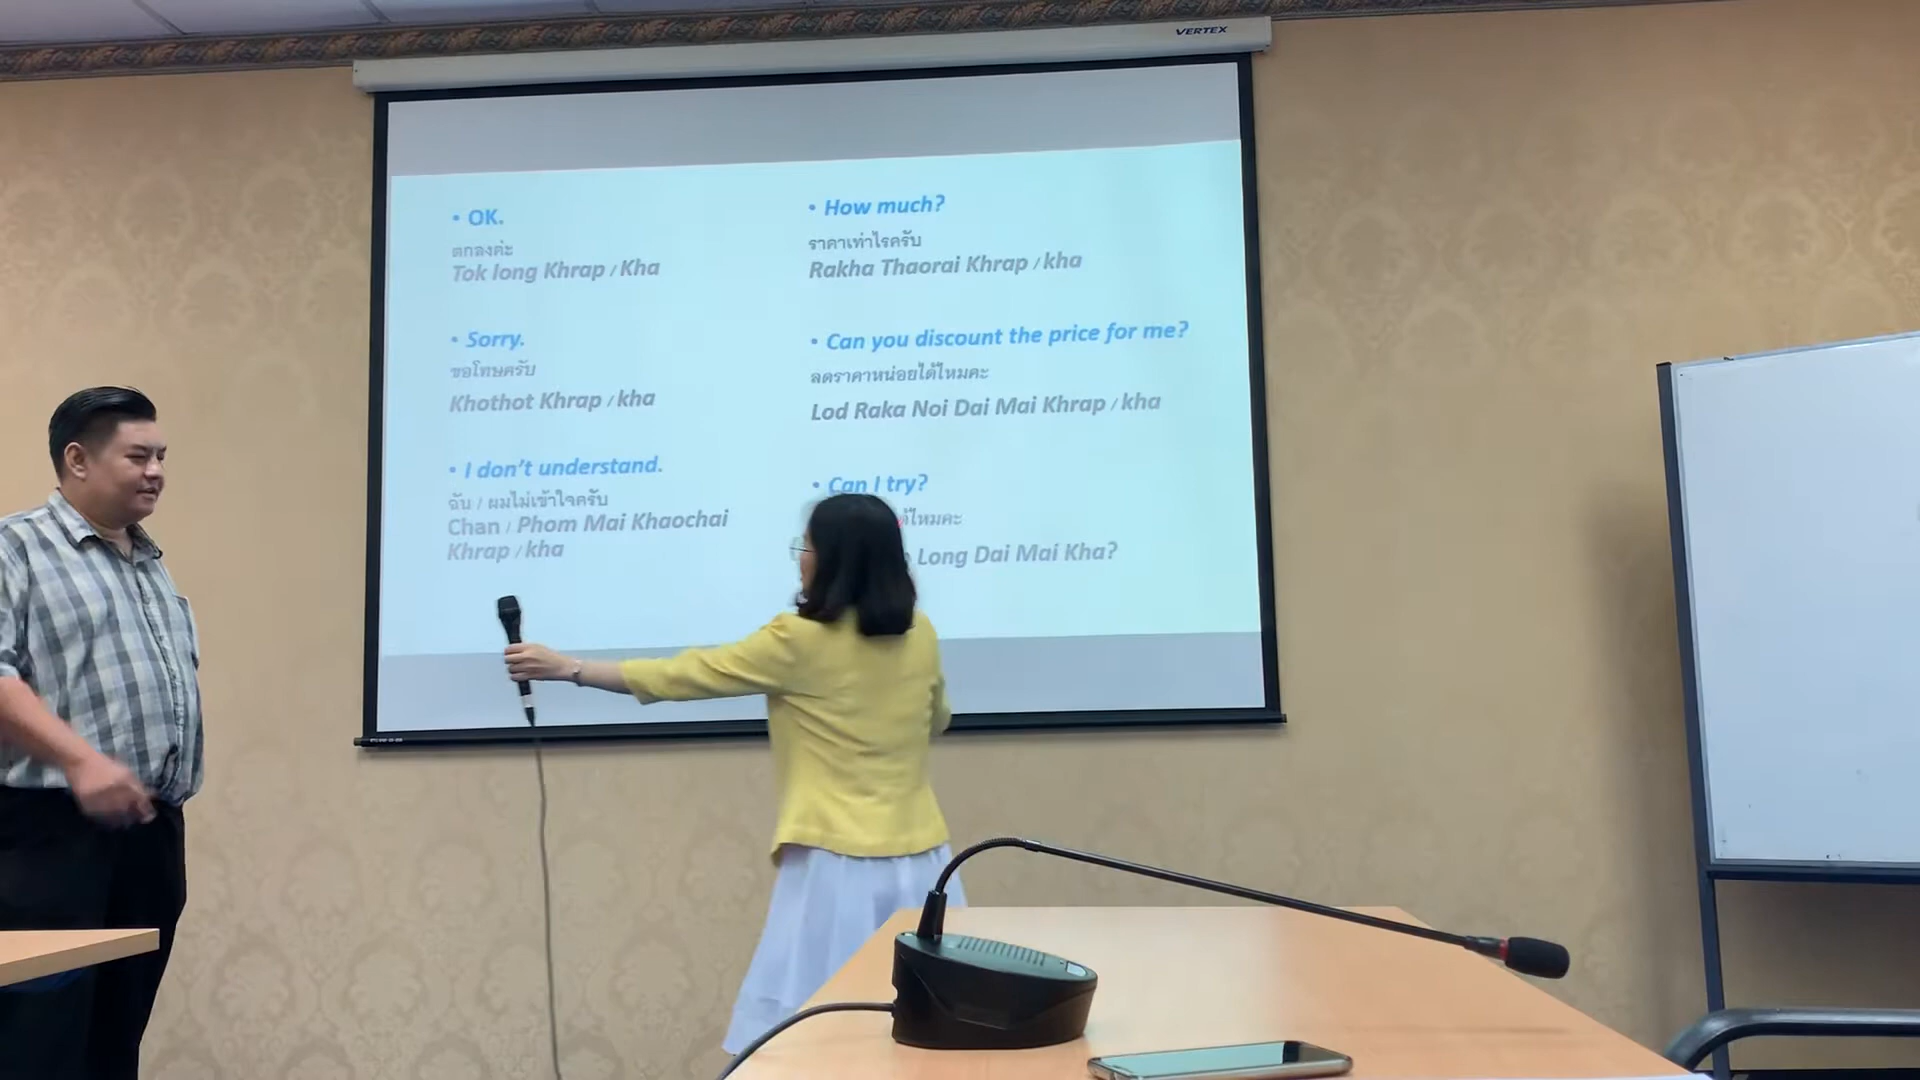 VERTEX
• OK.
ตกลงค่ะ
Tok long Khrap / Kha
• Sorry.
ขอโทษครับ
Khothot Khrap / kha
• I don't understand.
ฉัน / ผมไม่เข้าใจครับ
Chan / Phom Mai Khaochai
Khrap / kha
• How much?
ราคาเท่าไรครับ
Rakha Thaorai Khrap / kha
• Can you discount the price for me?
ลดราคาหน่อยได้ไหมคะ
Lod Raka Noi Dai Mai Khrap / kha
• Can I try?
ได้ไหมคะ
Long Dai Mai Kha?